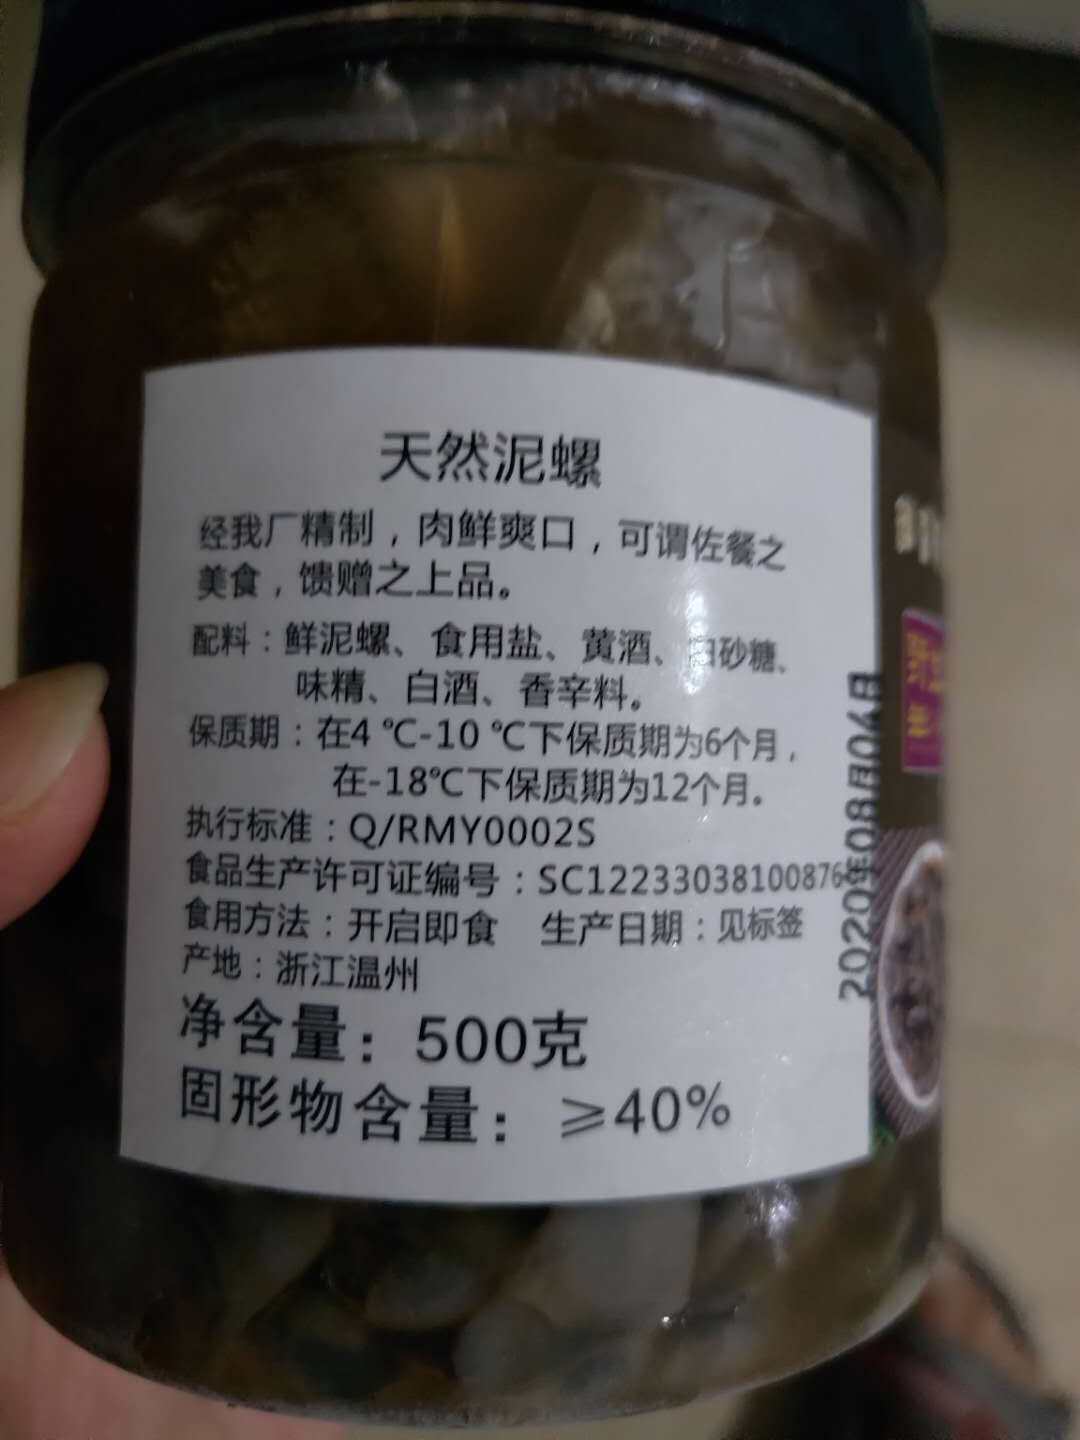 天然泥螺
经我厂精制，肉鲜爽口，可谓佐餐之
美食，馈赠之上品。
配料：鲜泥螺、食用盐、黄酒、白砂糖、
味精、白酒、香辛料。
保质期：在4 ℃-10 ℃下保质期为6个月，
在-18℃下保质期为12个月。
执行标准：Q/RMY0002S
食品生产许可证编号：SC122330381008766
食用方法：开启即食 生产日期：见标签
产地：浙江温州
净含量：500克
固形物含量：≥40%
2020年08月04日